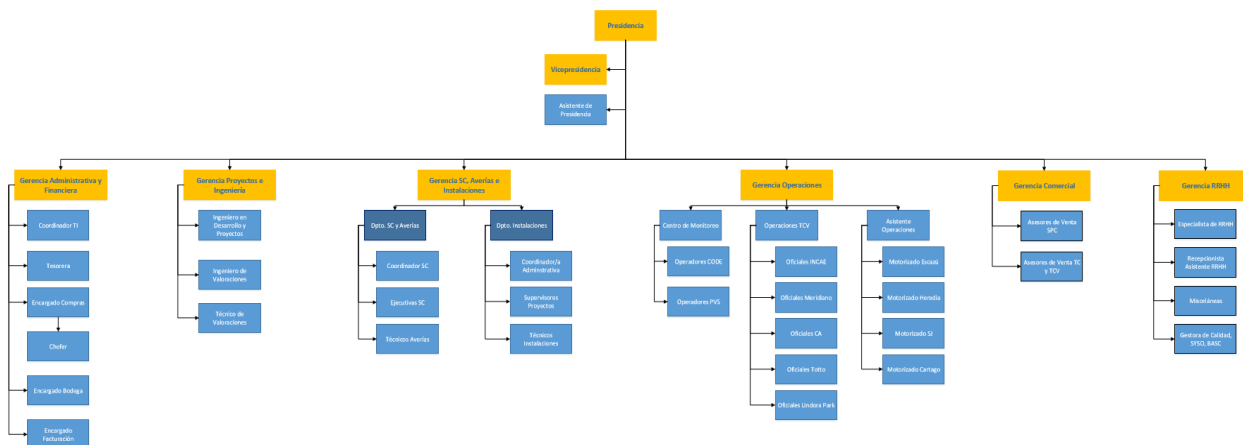 Presidencia
Vicepresidencia
Asistente de
Presidencia
Gerencia Administrativa y
Financiera
Coordinador TI
Tesorera
Encargado Compras
Chofer
Encargado Bodega
Encargado
Facturación
Gerencia Proyectos e
Ingeniería
Ingeniero en
Desarrollo y
Proyectos
Ingeniero de
Valoraciones
Técnico de
Valoraciones
Gerencia SC, Averías e
Instalaciones
Dpto. SC y Averías
Coordinador SC
Ejecutivas SC
Técnicos Averías
Dpto. Instalaciones
Coordinador/a
Adminstrativa
Supervisores
Proyectos
Técnicos
Instalaciones
Gerencia Operaciones
Centro de Monitoreo
Operadores CODE
Operadores PVS
Operaciones TCV
Oficiales INCAE
Oficiales Meridiano
Oficiales CA
Oficiales Totto
Oficiales Lindora Park
Asistente
Operaciones
Motorizado Escazú
Motorizado Heredia
Motorizado SJ
Motorizado Cartago
Gerencia Comercial
Asesores de Venta
SPC
Asesores de Venta TC
y TCV
Gerencia RRHH
Especialista de RRHH
Recepcionista
Asistente RRHH
Misceláneas
Gestora de Calidad,
SYSO, BASC